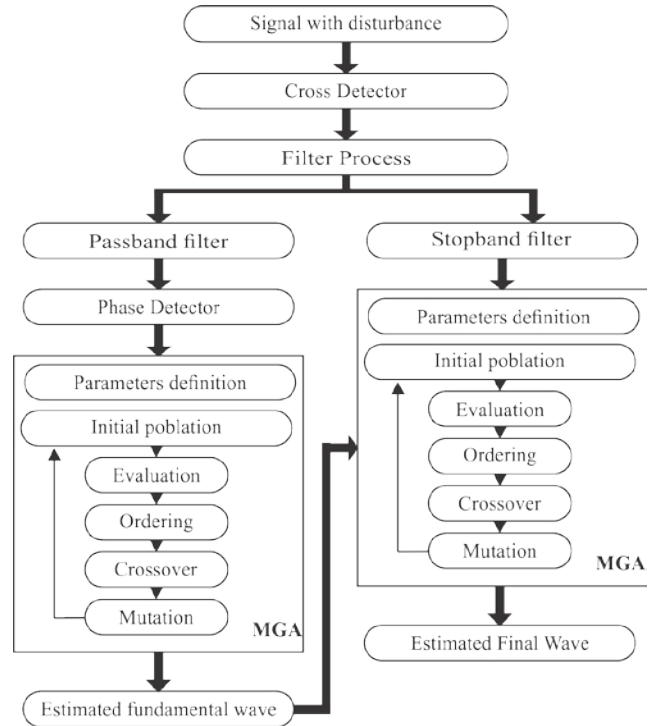 Signal with disturbance
Cross Detector
Filter Process
Passband filter
Phase Detector
Parameters definition
Initial poblation
Evaluation
Ordering
Crossover
Mutation
MGA
Estimated fundamental wave
Stopband filter
Parameters definition
Initial poblation
Evaluation
Ordering
Crossover
Mutation
MGA
Estimated Final Wave